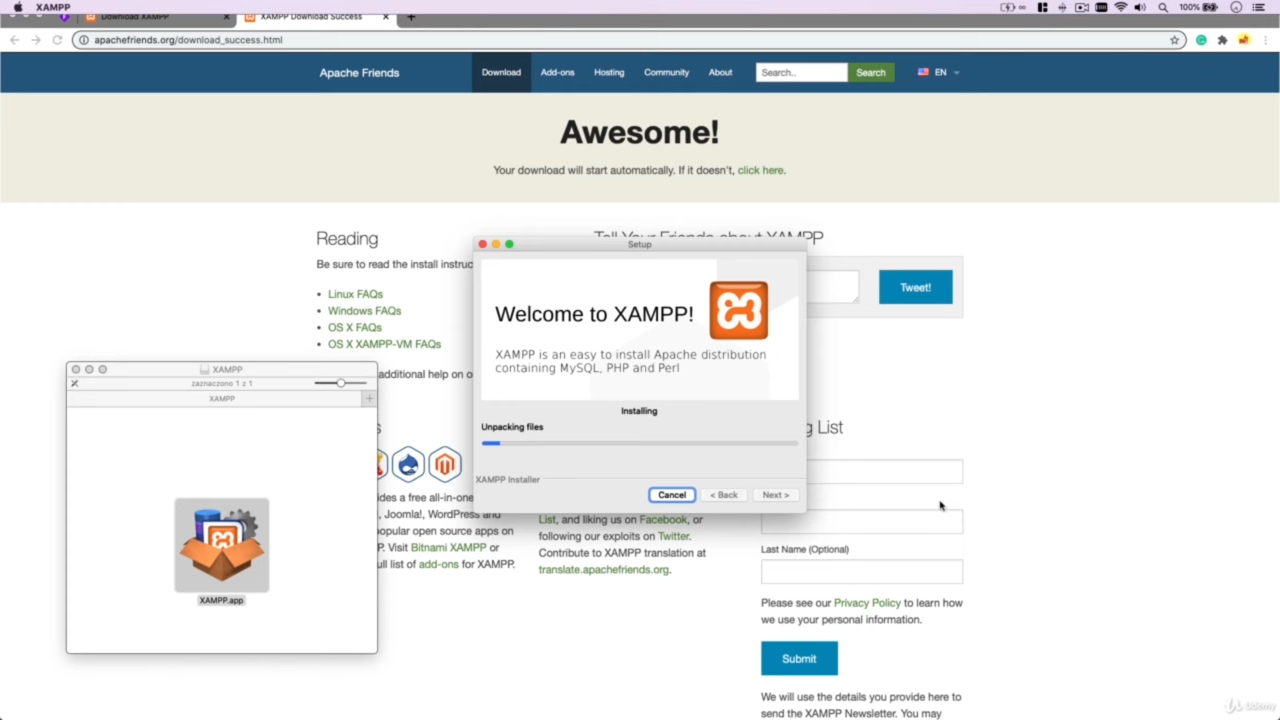 XAMPP
100%
Download XAMPP
XAMPP Download Success
apachefriends.org/download_success.html
Apache Friends
Download
Add-ons
Hosting
Community
About
Search..
Search
EN
Awesome!
Your download will start automatically. If it doesn't, click here.
Reading
Be sure to read the install instruc
Linux FAQs
Windows FAQs
OS X FAQs
OS X XAMPP-VM FAQs
additional help on o
Tell Your Friends about XAMPP
Tweet!
Setup
Welcome to XAMPP!
XAMPP is an easy to install Apache distribution
containing MySQL, PHP and Perl
Installing
Unpacking files
XAMPP Installer
Cancel
< Back
Next >
XAMPP
zaznaczono 1 z 1
XAMPP
XAMPP.app
s
ides a free all-in-one
, Joomla!, WordPress and
popular open source apps on
P. Visit Bitnami XAMPP or
ull list of add-ons for XAMPP.
List, and liking us on Facebook, or
following our exploits on Twitter.
Contribute to XAMPP translation at
translate.apachefriends.org.
g List
Last Name (Optional)
Please see our Privacy Policy to learn how
we use your personal information.
Submit
We will use the details you provide here to
send the XAMPP Newsletter. You may
Udemy